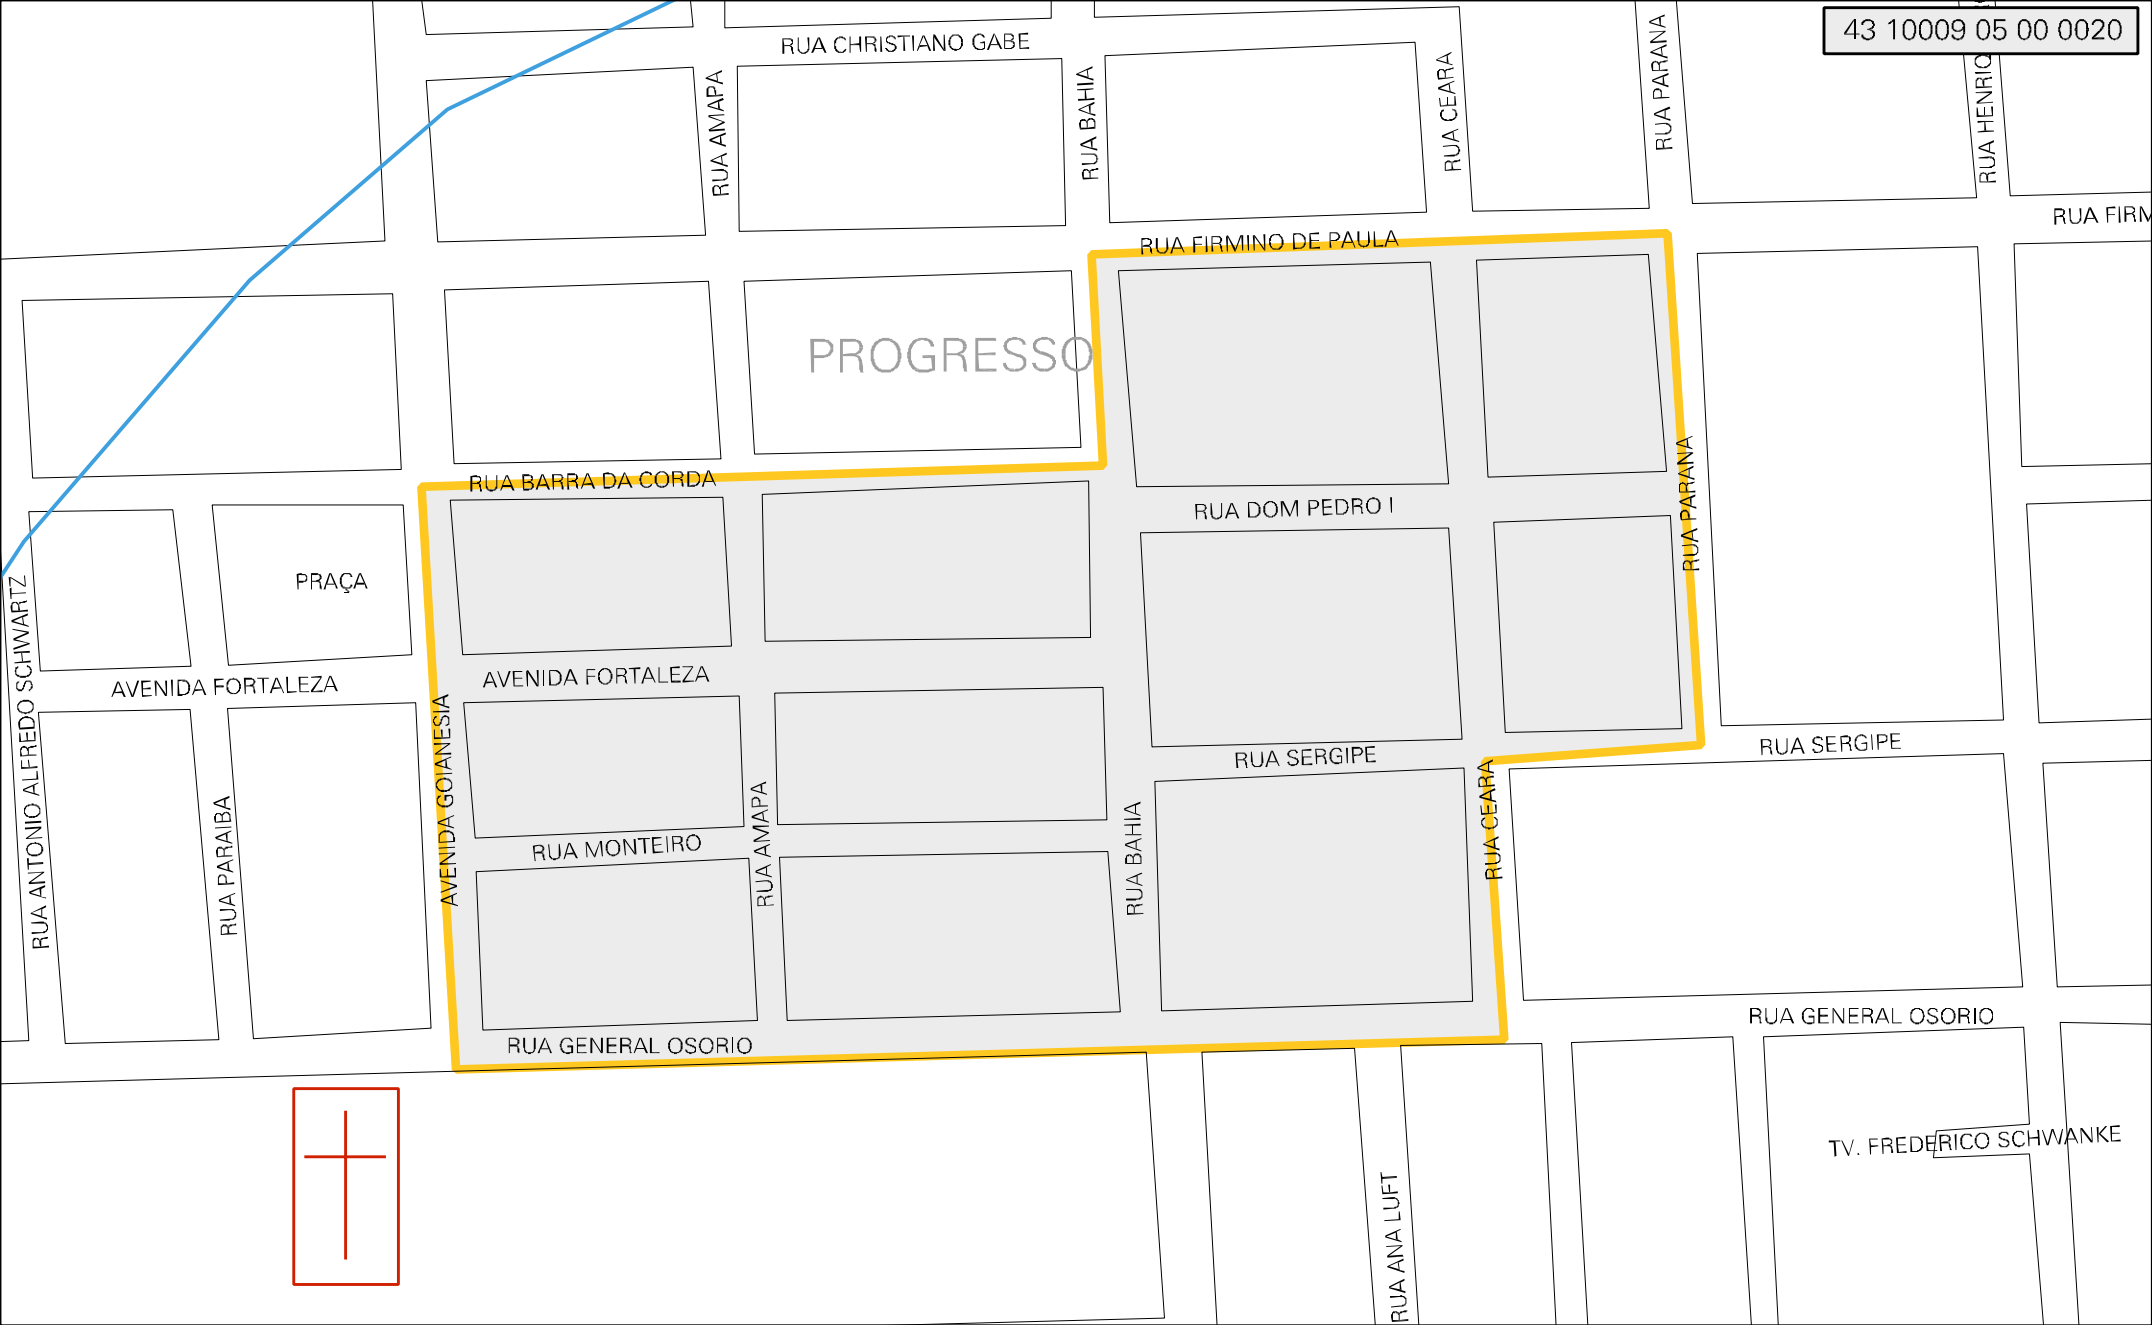 43 10009 05 00 0020
RUA CHRISTIANO GABE
RUA AMAPA
RUA BAHIA
RUA CEARA
RUA PARANA
RUA
RUA
RUA FIRMINO DE PAULA
PROGRESSO
RUA BARRA DA CORDA
RUA DOM PEDRO I
RUA PARANA
PRAÇA
RUA ANTONIO ALFREDO SCHWARTZ
AVENIDA FORTALEZA
AVENIDA FORTALEZA
AVENIDA GOIANESIA
RUA SERGIPE
RUA SERGIPE
RUA PARAIBA
RUA MONTEIRO
RUA AMAPA
RUA BAHIA
RUA CEARA
RUA GENERAL OSORIO
RUA GENERAL OSORIO
TV. FREDERICO SCHWANKE
RUA ANA LUFT